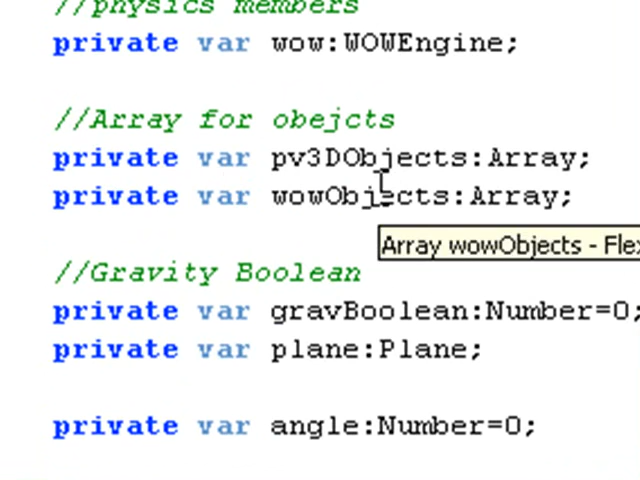 //physics members
private var wow:WOWEngine;
//Array for obejcts
private var pv3DObjects:Array;
private var wowObjects:Array;
Array wowObjects - Flex
//Gravity Boolean
private var gravBoolean:Number=0;
private var plane:Plane;
private var angle:Number=0;